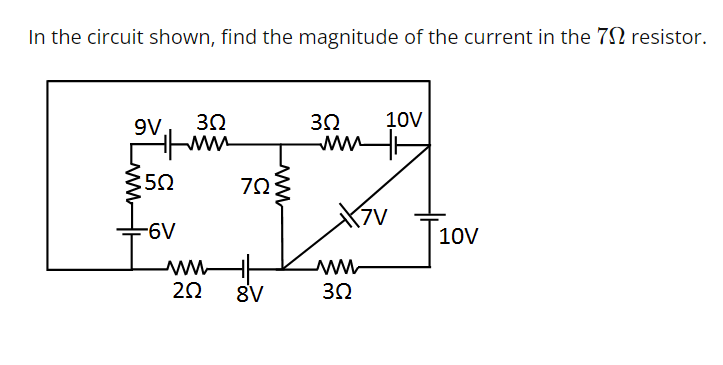 In the circuit shown, find the magnitude of the current in the 7Ω resistor.
9V 3Ω 3Ω 10V
5Ω 7Ω
6V 7V 10V
2Ω 8V 3Ω